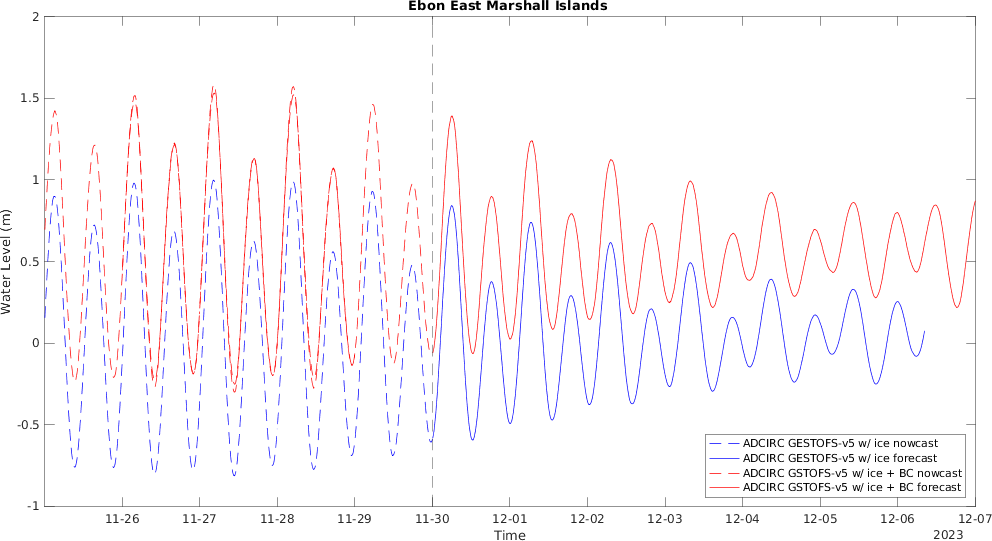 Ebon East Marshall Islands
2
1.5
1
0.5
0
-0.5
-1
Water Level (m)
11-26
11-27
11-28
11-29
11-30
12-01
12-02
12-03
12-04
12-05
12-06
12-07
Time
2023
ADCIRC GESTOFS-v5 w/ ice nowcast
ADCIRC GESTOFS-v5 w/ ice forecast
ADCIRC GSTOFS-v5 w/ ice + BC nowcast
ADCIRC GSTOFS-v5 w/ ice + BC forecast